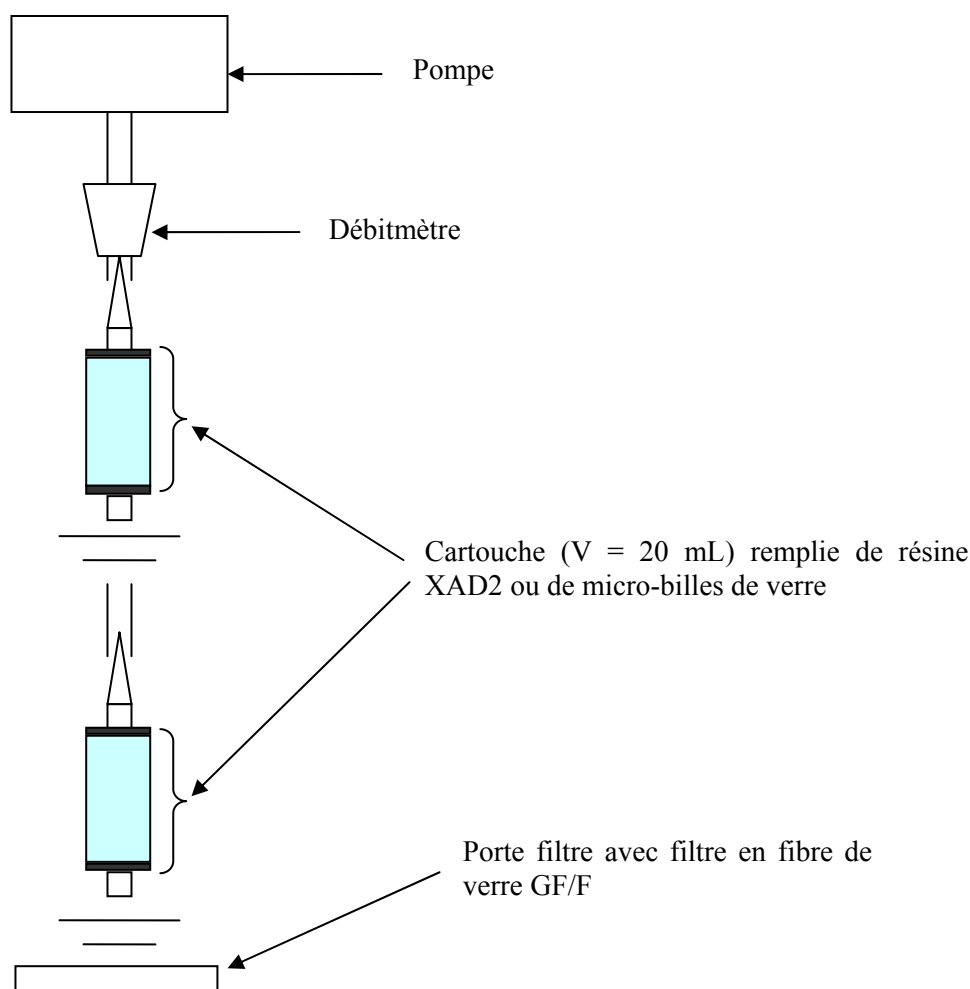 Pompe
Débitmètre
Cartouche (V = 20 mL) remplie de résine
XAD2 ou de micro-billes de verre
Porte filtre avec filtre en fibre de
verre GF/F